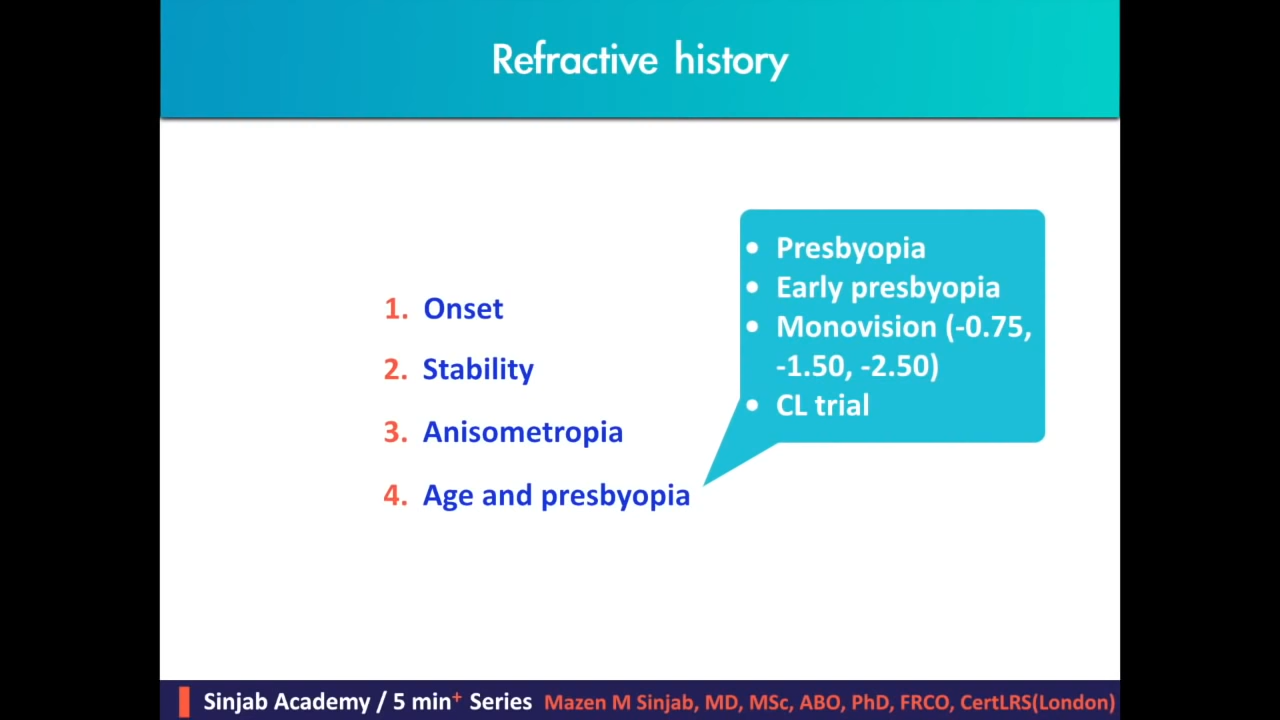 Refractive history
1. Onset
2. Stability
3. Anisometropia
4. Age and presbyopia
• Presbyopia
• Early presbyopia
• Monovision (-0.75,
-1.50, -2.50)
• CL trial
Sinjab Academy / 5 min+ Series Mazen M Sinjab, MD, MSc, ABO, PhD, FRCO, CertLRS(London)